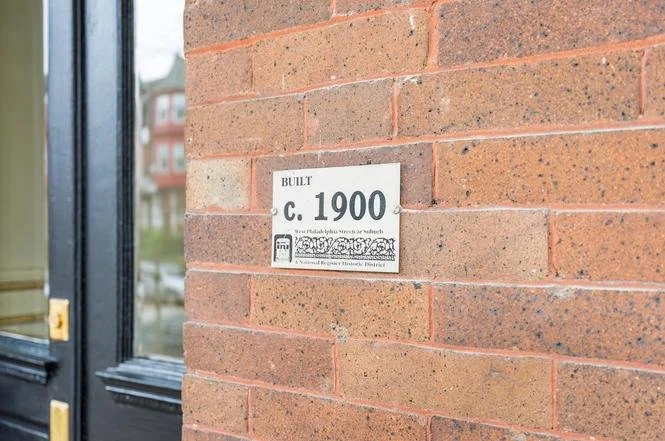 BUILT
c. 1900
West Philadelphia Streetcar Suburb
A National Register Historic District